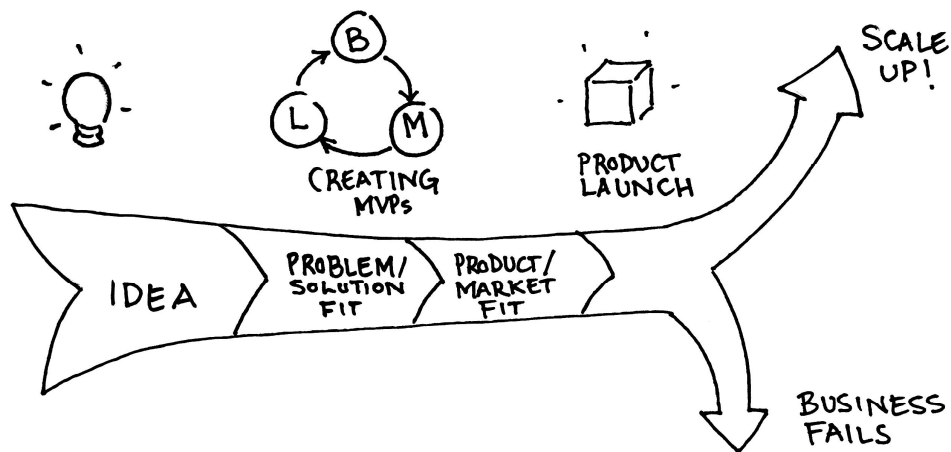 B
L
M
CREATING
MVPs
PRODUCT
LAUNCH
SCALE
UP!
IDEA
PROBLEM/
SOLUTION
FIT
PRODUCT/
MARKET
FIT
BUSINESS
FAILS